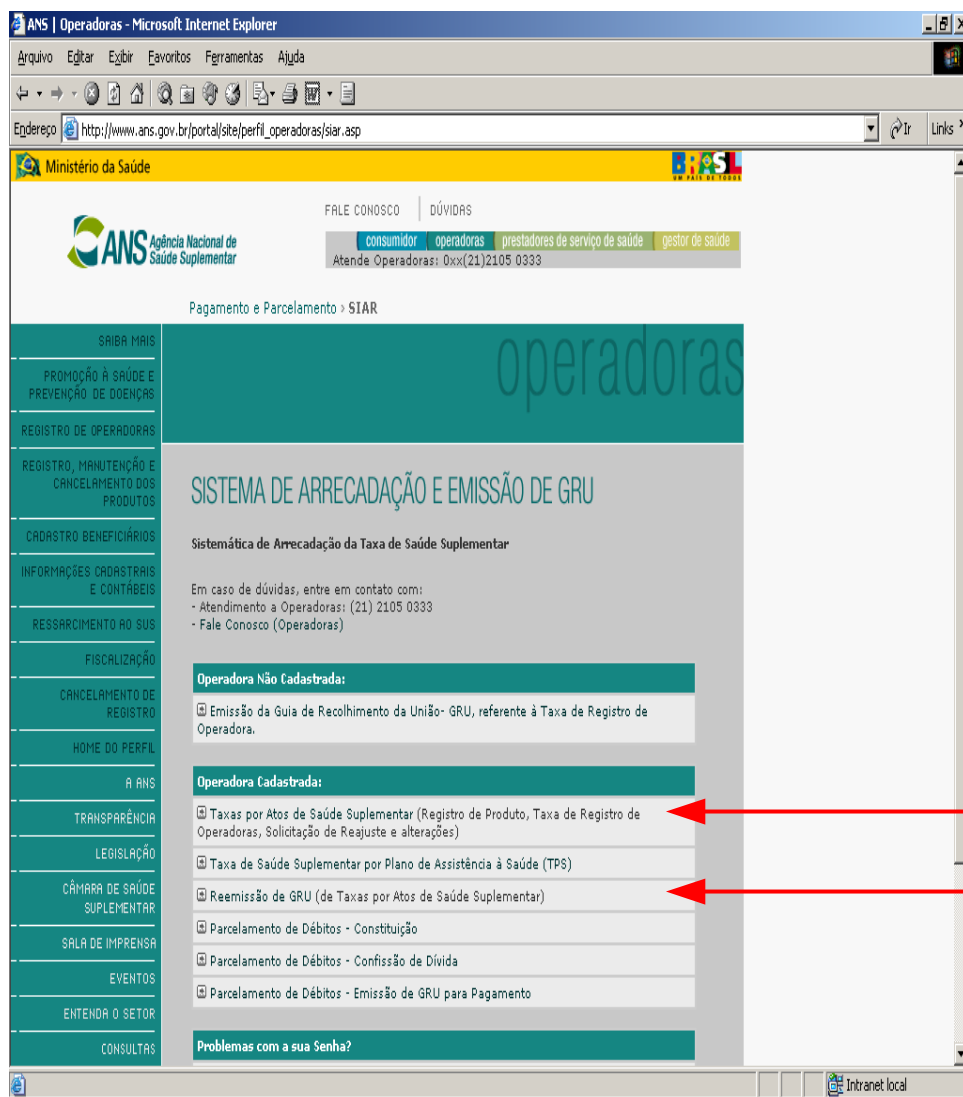 ANS | Operadoras - Microsoft Internet Explorer
Arquivo Editar Exibir Favoritos Ferramentas Ajuda
Endereço http://www.ans.gov.br/portal/site/perfil_operadoras/siar.asp Ir Links
Ministério da Saúde
BRASIL
UM PAÍS DE TODOS
FALE CONOSCO DÚVIDAS
ANS Agência Nacional de Saúde Suplementar
consumidor operadoras prestadores de serviço de saúde gestor de saúde
Atende Operadoras: 0xx(21)2105 0333
Pagamento e Parcelamento > SIAR
operadoras
SAIBA MAIS
PROMOÇÃO À SAÚDE E
PREVENÇÃO DE DOENÇAS
REGISTRO DE OPERADORAS
REGISTRO, MANUTENÇÃO E
CANCELAMENTO DOS
PRODUTOS
CADASTRO BENEFICIÁRIOS
INFORMAÇõES CADASTRAIS
E CONTÁBEIS
RESSARCIMENTO AO SUS
FISCALIZAÇÃO
CANCELAMENTO DE
REGISTRO
HOME DO PERFIL
A ANS
TRANSPARÊNCIA
LEGISLAÇÃO
CÂMARA DE SAÚDE
SUPLEMENTAR
SALA DE IMPRENSA
EVENTOS
ENTENDA O SETOR
CONSULTAS
SISTEMA DE ARRECADAÇÃO E EMISSÃO DE GRU
Sistemática de Arrecadação da Taxa de Saúde Suplementar
Em caso de dúvidas, entre em contato com:
- Atendimento a Operadoras: (21) 2105 0333
- Fale Conosco (Operadoras)
Operadora Não Cadastrada:
Emissão da Guia de Recolhimento da União- GRU, referente à Taxa de Registro de
Operadora.
Operadora Cadastrada:
Taxas por Atos de Saúde Suplementar (Registro de Produto, Taxa de Registro de
Operadoras, Solicitação de Reajuste e alterações)
Taxa de Saúde Suplementar por Plano de Assistência à Saúde (TPS)
Reemissão de GRU (de Taxas por Atos de Saúde Suplementar)
Parcelamento de Débitos - Constituição
Parcelamento de Débitos - Confissão de Dívida
Parcelamento de Débitos - Emissão de GRU para Pagamento
Problemas com a sua Senha?
Intranet local